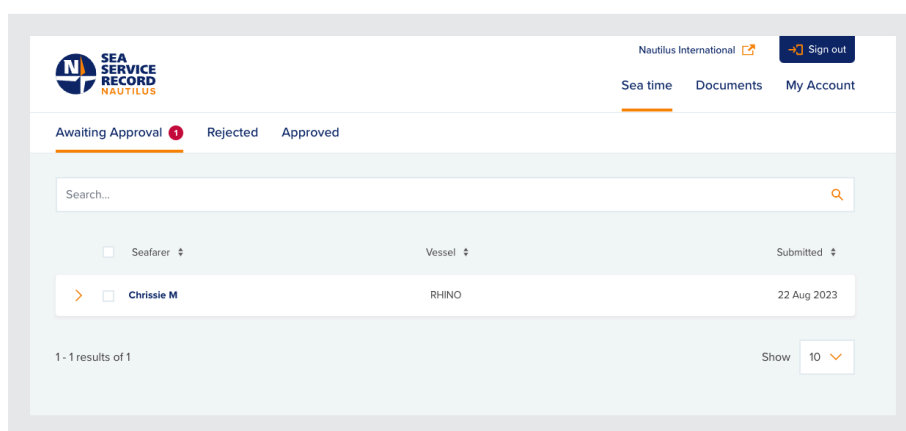 N
SEA
SERVICE
RECORD
NAUTILUS
Nautilus International
Sign out
Sea time Documents My Account
Awaiting Approval 1 Rejected Approved
Search...
Seafarer Vessel Submitted
Chrissie M RHINO 22 Aug 2023
1 - 1 results of 1 Show 10